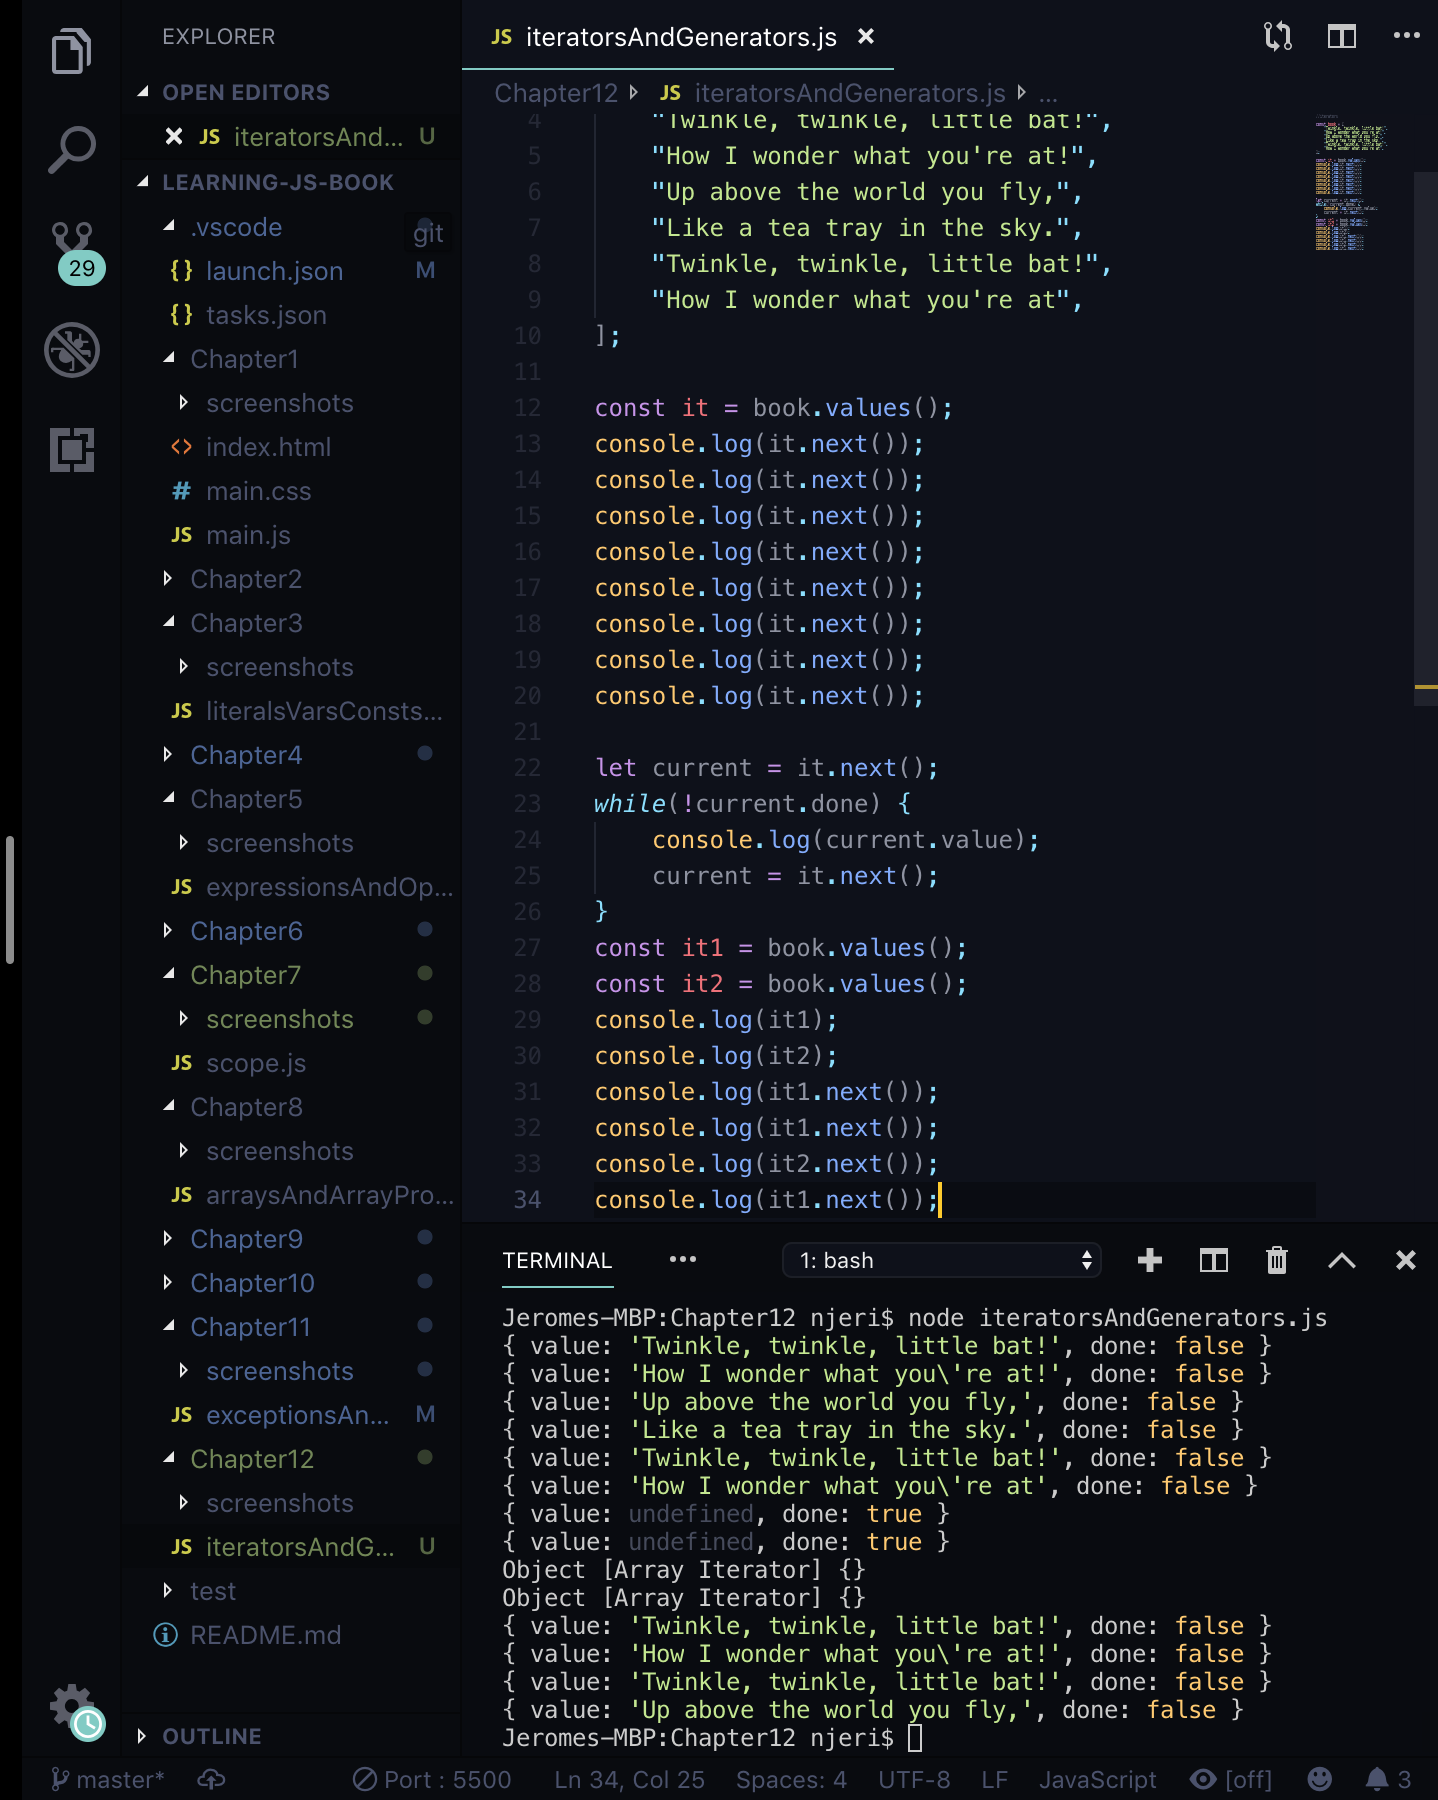 EXPLORER
OPEN EDITORS
JS iteratorsAnd... U
LEARNING-JS-BOOK
.vscode
git
{} launch.json M
{} tasks.json
Chapter1
screenshots
<> index.html
# main.css
JS main.js
Chapter2
Chapter3
screenshots
JS literalsVarsConsts...
Chapter4
Chapter5
screenshots
JS expressionsAndOp...
Chapter6
Chapter7
screenshots
JS scope.js
Chapter8
screenshots
JS arraysAndArrayPro...
Chapter9
Chapter10
Chapter11
screenshots
JS exceptionsAn... M
Chapter12
screenshots
JS iteratorsAndG... U
test
README.md
OUTLINE
29
JS iteratorsAndGenerators.js
Chapter12 JS iteratorsAndGenerators.js ...
4 "Twinkle, twinkle, little bat!",
5 "How I wonder what you're at!",
6 "Up above the world you fly,",
7 "Like a tea tray in the sky.",
8 "Twinkle, twinkle, little bat!",
9 "How I wonder what you're at",
10 ];
11
12 const it = book.values();
13 console.log(it.next());
14 console.log(it.next());
15 console.log(it.next());
16 console.log(it.next());
17 console.log(it.next());
18 console.log(it.next());
19 console.log(it.next());
20 console.log(it.next());
21
22 let current = it.next();
23 while(!current.done) {
24 console.log(current.value);
25 current = it.next();
26 }
27 const it1 = book.values();
28 const it2 = book.values();
29 console.log(it1);
30 console.log(it2);
31 console.log(it1.next());
32 console.log(it1.next());
33 console.log(it2.next());
34 console.log(it1.next());
TERMINAL ... 1: bash
Jeromes-MBP:Chapter12 njeri$ node iteratorsAndGenerators.js
{ value: 'Twinkle, twinkle, little bat!', done: false }
{ value: 'How I wonder what you\'re at!', done: false }
{ value: 'Up above the world you fly,', done: false }
{ value: 'Like a tea tray in the sky.', done: false }
{ value: 'Twinkle, twinkle, little bat!', done: false }
{ value: 'How I wonder what you\'re at', done: false }
{ value: undefined, done: true }
{ value: undefined, done: true }
Object [Array Iterator] {}
Object [Array Iterator] {}
{ value: 'Twinkle, twinkle, little bat!', done: false }
{ value: 'How I wonder what you\'re at!', done: false }
{ value: 'Twinkle, twinkle, little bat!', done: false }
{ value: 'Up above the world you fly,', done: false }
Jeromes-MBP:Chapter12 njeri$
master* Port : 5500 Ln 34, Col 25 Spaces: 4 UTF-8 LF JavaScript [off] 3